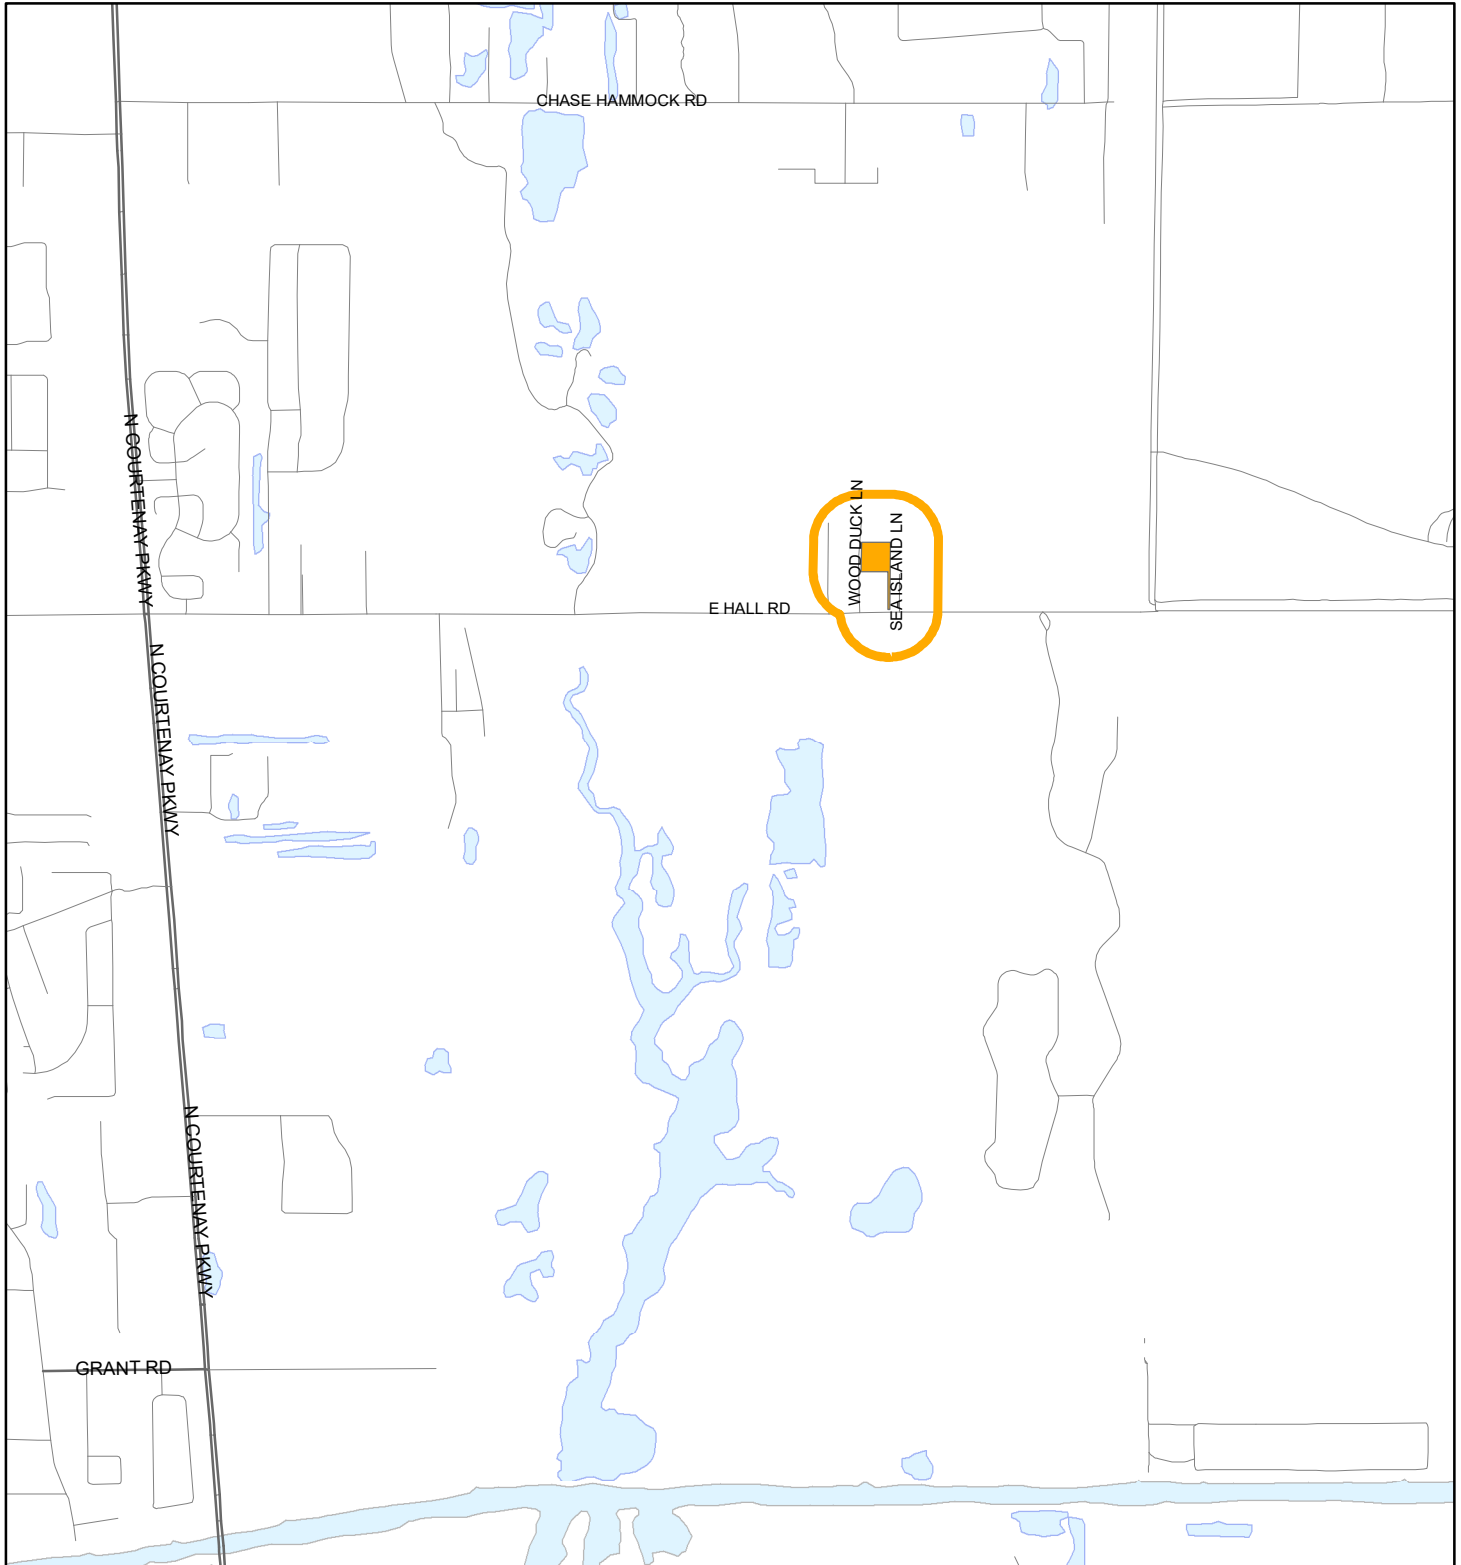 CHASE HAMMOCK RD
N COURTENAY PKWY
WOOD DUCK LN
SEA ISLAND LN
E HALL RD
N COURTENAY PKWY
N COURTENAY PKWY
GRANT RD